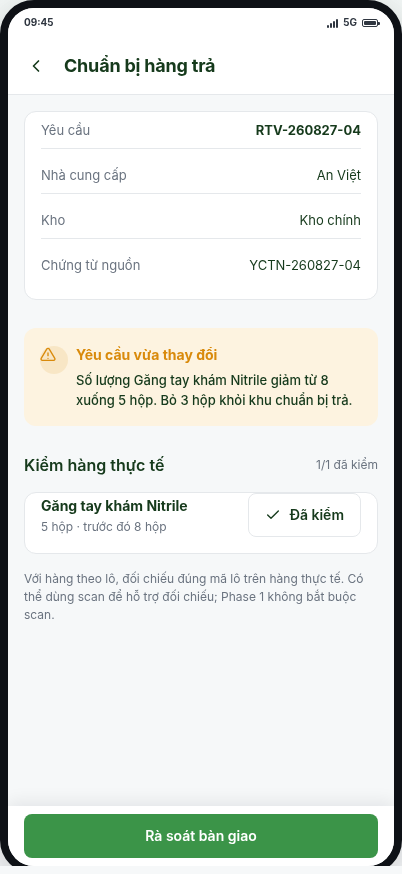 09:45 5G
Chuẩn bị hàng trả
Yêu cầu RTV-260827-04
Nhà cung cấp An Việt
Kho Kho chính
Chứng từ nguồn YCTN-260827-04
Yêu cầu vừa thay đổi
Số lượng Găng tay khám Nitrile giảm từ 8
xuống 5 hộp. Bỏ 3 hộp khỏi khu chuẩn bị trả.
Kiểm hàng thực tế 1/1 đã kiểm
Găng tay khám Nitrile
5 hộp · trước đó 8 hộp
Đã kiểm
Với hàng theo lô, đối chiếu đúng mã lô trên hàng thực tế. Có
thể dùng scan để hỗ trợ đối chiếu; Phase 1 không bắt buộc
scan.
Rà soát bàn giao